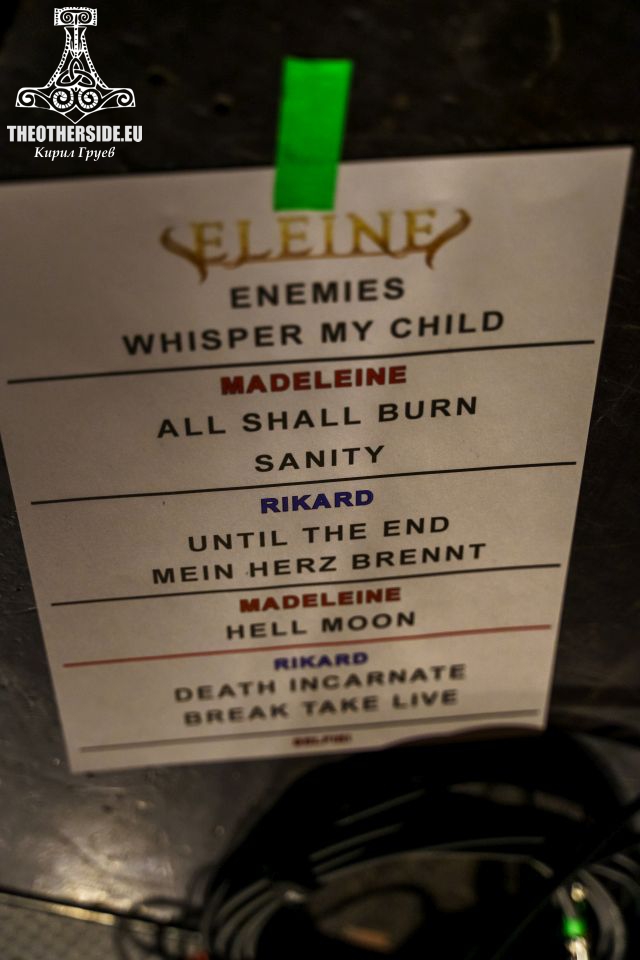 THEOTHERSIDE.EU
Кирил Груев
ELEINE
ENEMIES
WHISPER MY CHILD
MADELEINE
ALL SHALL BURN
SANITY
RIKARD
UNTIL THE END
MEIN HERZ BRENNT
MADELEINE
HELL MOON
RIKARD
DEATH INCARNATE
BREAK TAKE LIVE